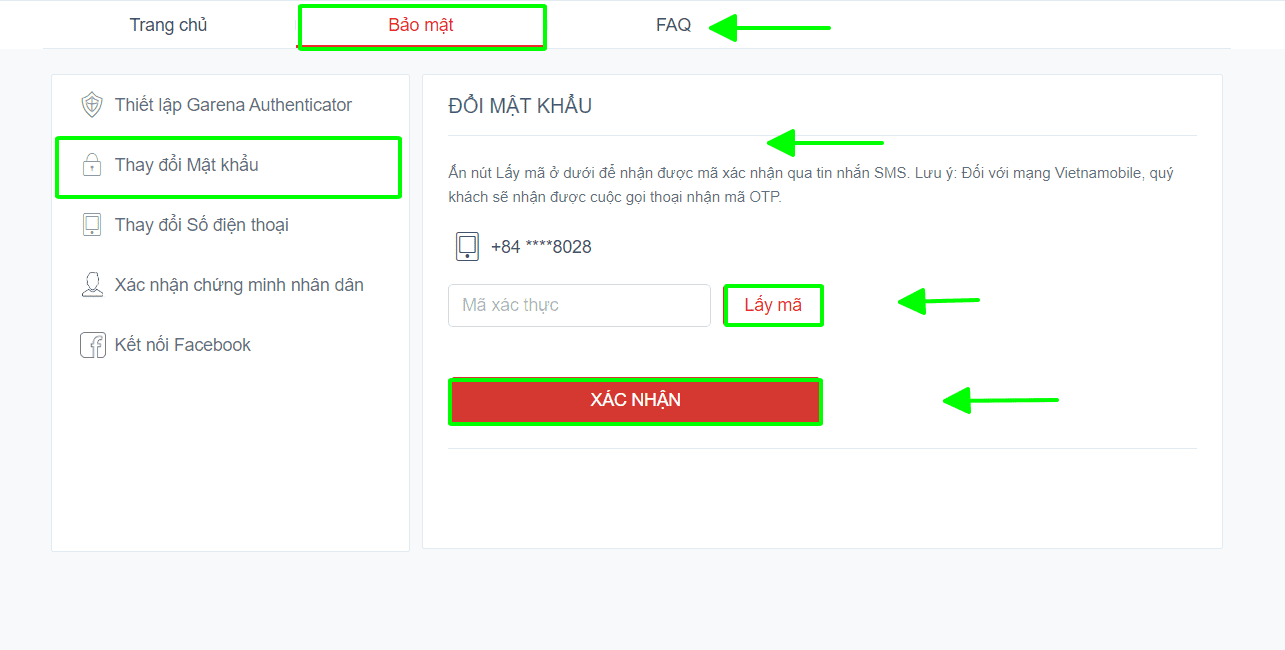 Trang chủ
Bảo mật
FAQ
Thiết lập Garena Authenticator
Thay đổi Mật khẩu
Thay đổi Số điện thoại
Xác nhận chứng minh nhân dân
Kết nối Facebook
ĐỔI MẬT KHẨU
Ấn nút Lấy mã ở dưới để nhận được mã xác nhận qua tin nhắn SMS. Lưu ý: Đối với mạng Vietnamobile, quý
khách sẽ nhận được cuộc gọi thoại nhận mã OTP.
+84 ****8028
Mã xác thực
Lấy mã
XÁC NHẬN